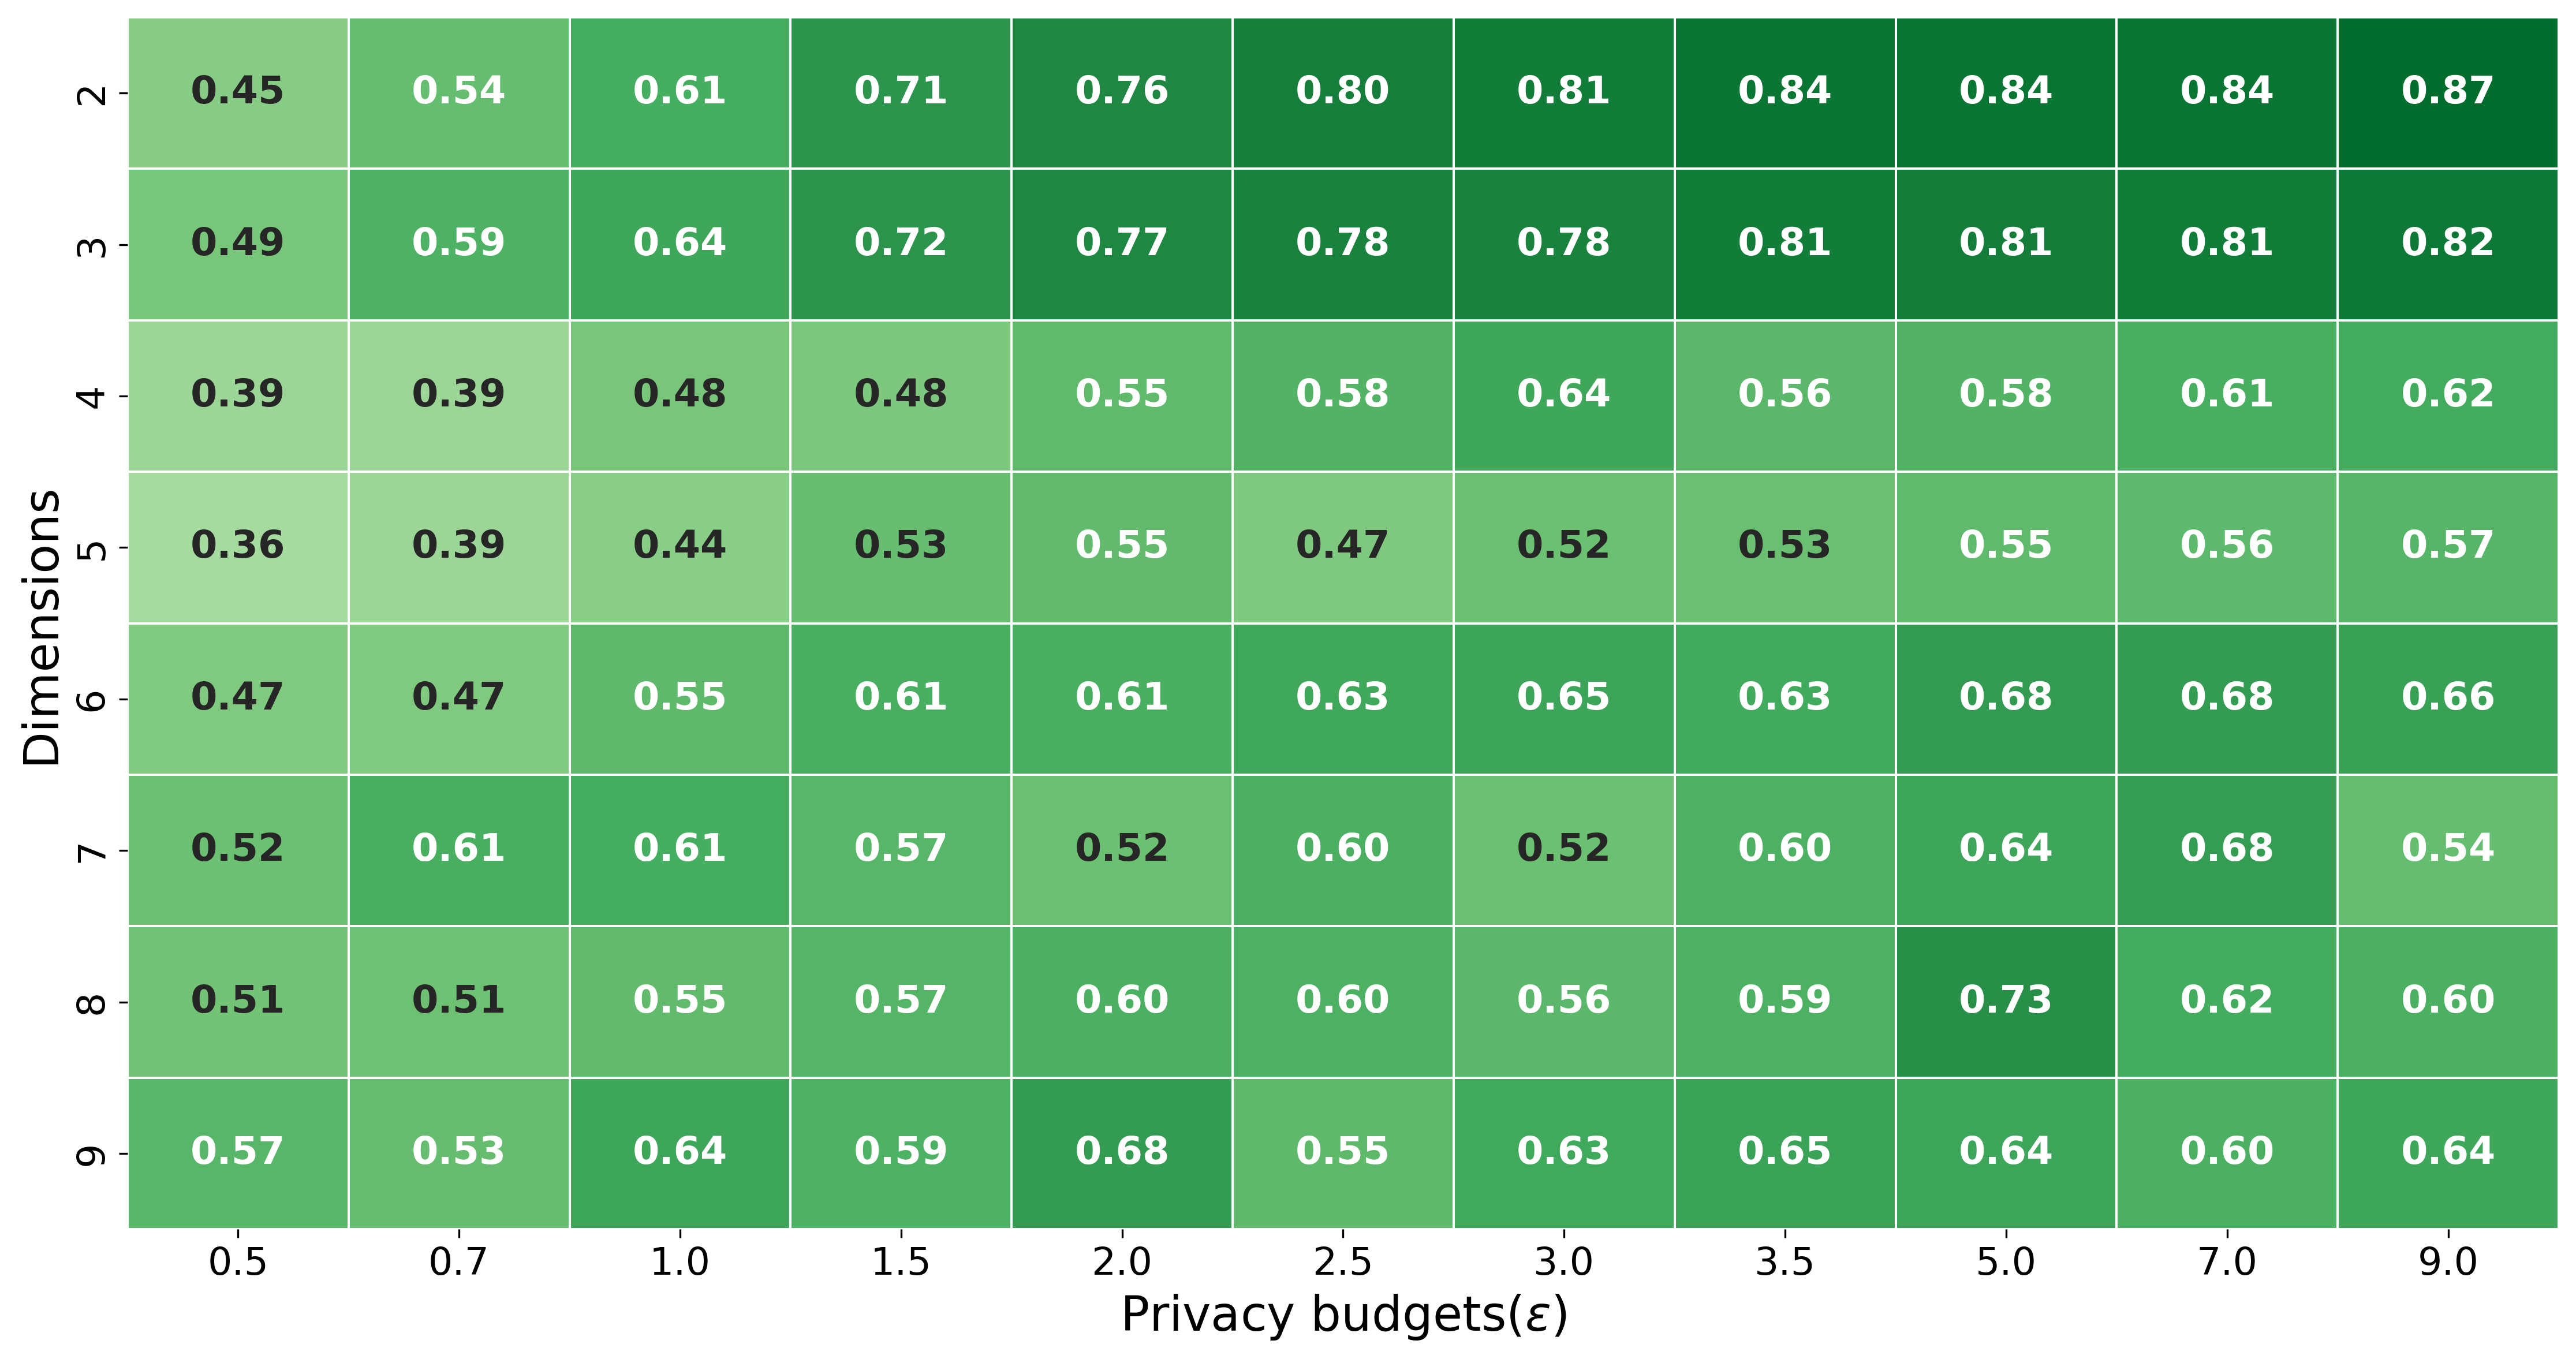 2 0.45 0.54 0.61 0.71 0.76 0.80 0.81 0.84 0.84 0.84 0.87
3 0.49 0.59 0.64 0.72 0.77 0.78 0.78 0.81 0.81 0.81 0.82
4 0.39 0.39 0.48 0.48 0.55 0.58 0.64 0.56 0.58 0.61 0.62
5 0.36 0.39 0.44 0.53 0.55 0.47 0.52 0.53 0.55 0.56 0.57
6 0.47 0.47 0.55 0.61 0.61 0.63 0.65 0.63 0.68 0.68 0.66
7 0.52 0.61 0.61 0.57 0.52 0.60 0.52 0.60 0.64 0.68 0.54
8 0.51 0.51 0.55 0.57 0.60 0.60 0.56 0.59 0.73 0.62 0.60
9 0.57 0.53 0.64 0.59 0.68 0.55 0.63 0.65 0.64 0.60 0.64
0.5 0.7 1.0 1.5 2.0 2.5 3.0 3.5 5.0 7.0 9.0
Privacy budgets(ε)
Dimensions